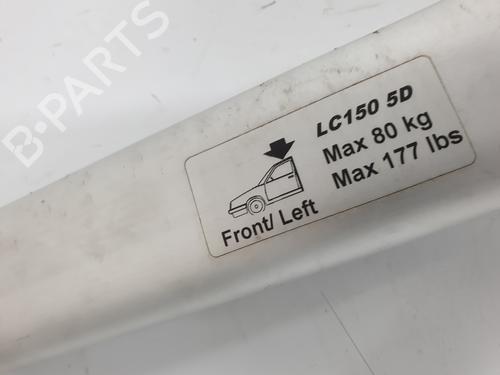 B-PARTS
LC150 5D
Max 80 kg
Max 177 lbs
Front/ Left